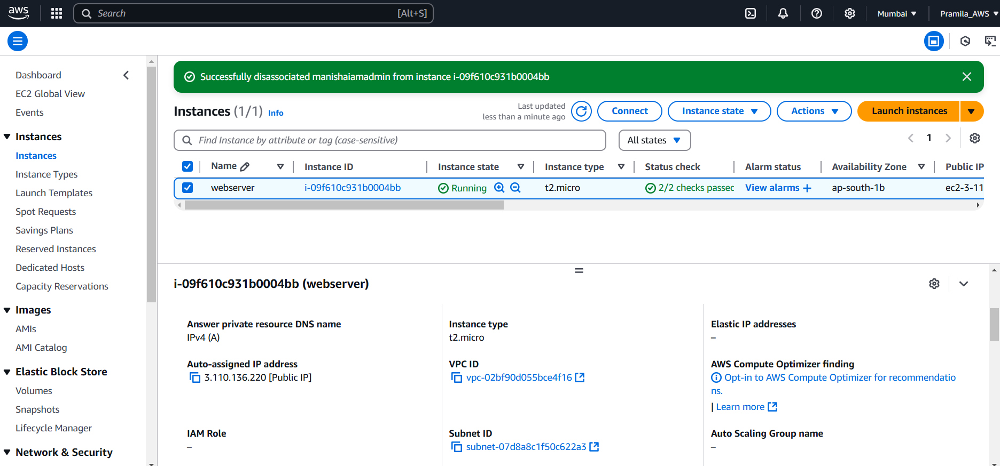 aws
Search [Alt+S]
Mumbai
Pramila_AWS
Dashboard
EC2 Global View
Events
Instances
Instances
Instance Types
Launch Templates
Spot Requests
Savings Plans
Reserved Instances
Dedicated Hosts
Capacity Reservations
Images
AMIs
AMI Catalog
Elastic Block Store
Volumes
Snapshots
Lifecycle Manager
Network & Security
Successfully disassociated manishaiamadmin from instance i-09f610c931b0004bb
Instances (1/1) Info
Last updated
less than a minute ago
Connect
Instance state
Actions
Launch instances
Find Instance by attribute or tag (case-sensitive)
All states
1
Name Instance ID Instance state Instance type Status check Alarm status Availability Zone Public IP
webserver i-09f610c931b0004bb Running t2.micro 2/2 checks passec View alarms + ap-south-1b ec2-3-11
i-09f610c931b0004bb (webserver)
Answer private resource DNS name
IPv4 (A)
Instance type
t2.micro
Elastic IP addresses
–
Auto-assigned IP address
3.110.136.220 [Public IP]
VPC ID
vpc-02bf90d055bce4f16
AWS Compute Optimizer finding
Opt-in to AWS Compute Optimizer for recommendatio
ns.
| Learn more
IAM Role
–
Subnet ID
subnet-07d8a8c1f50c622a3
Auto Scaling Group name
–